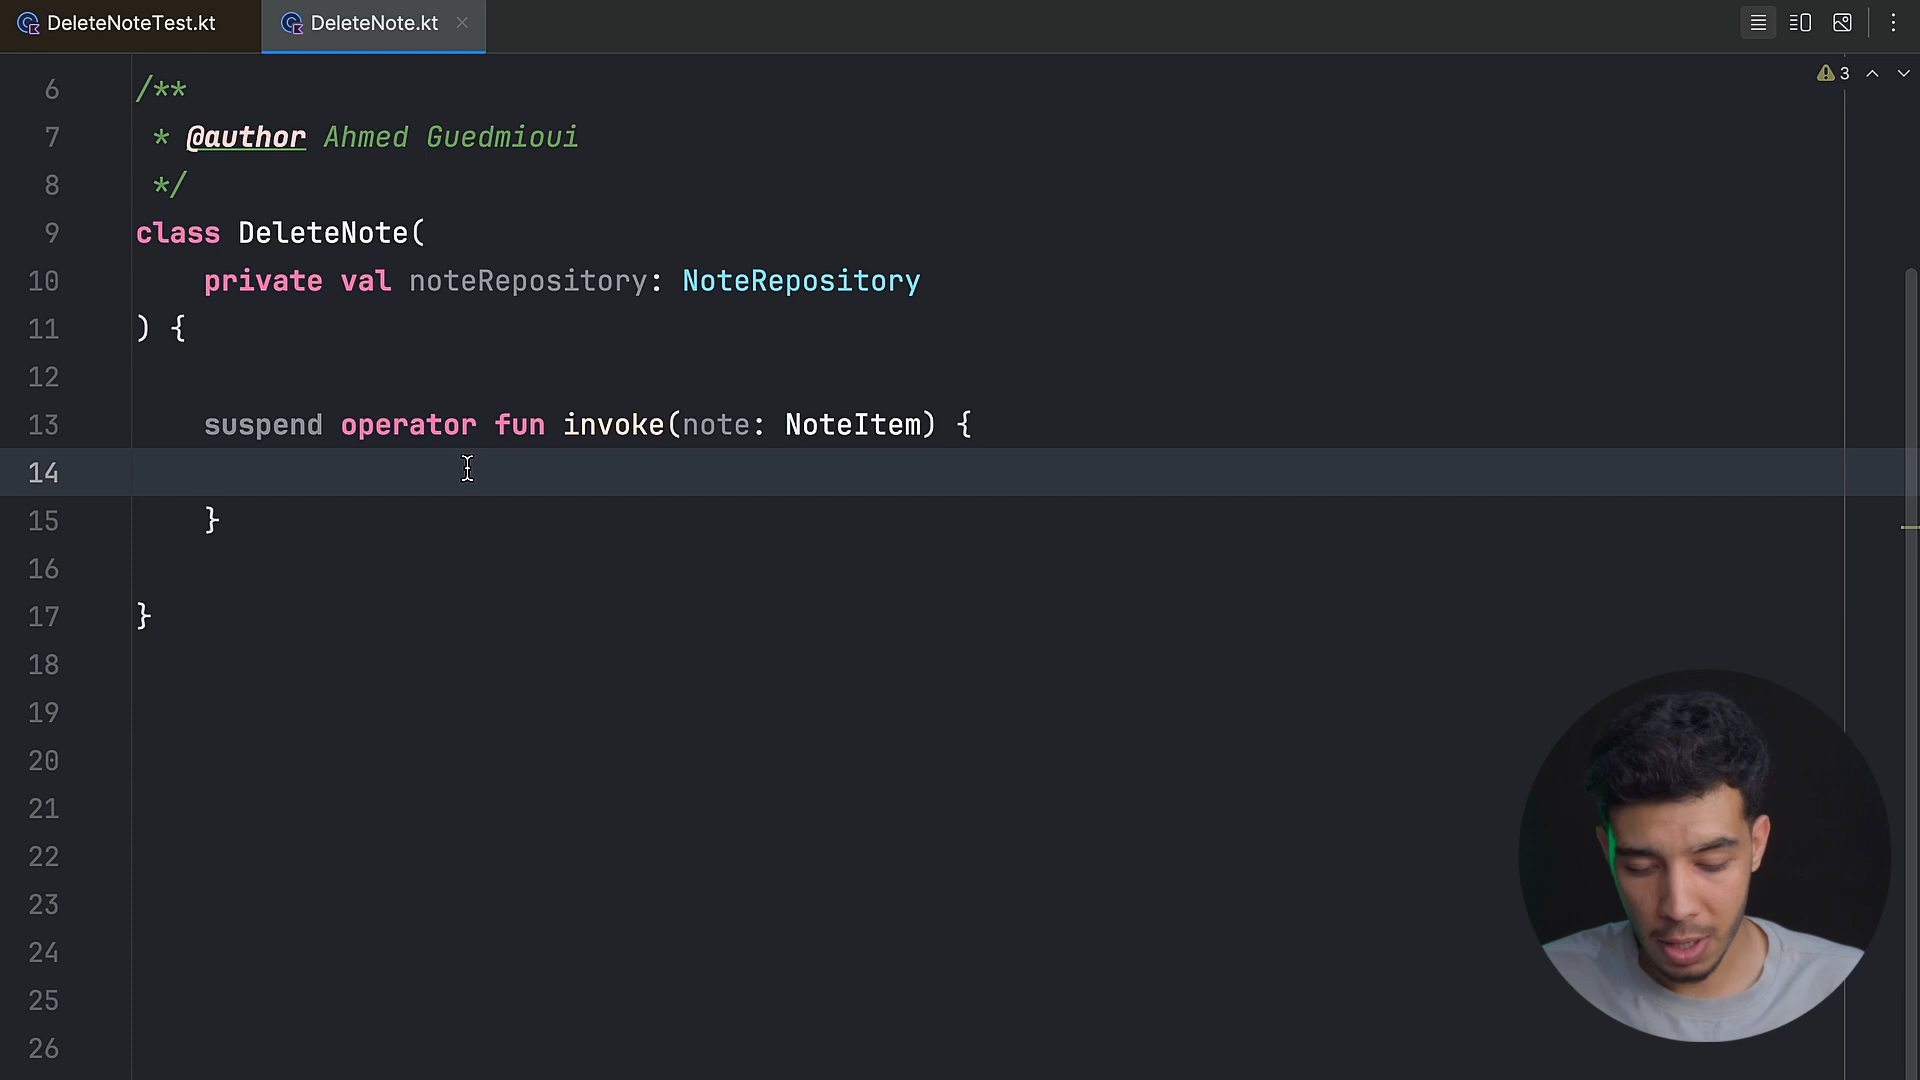 DeleteNoteTest.kt
DeleteNote.kt
3
6 /**
7 * @author Ahmed Guedmioui
8 */
9 class DeleteNote(
10 private val noteRepository: NoteRepository
11 ) {
12
13 suspend operator fun invoke(note: NoteItem) {
14
15 }
16
17 }
18
19
20
21
22
23
24
25
26